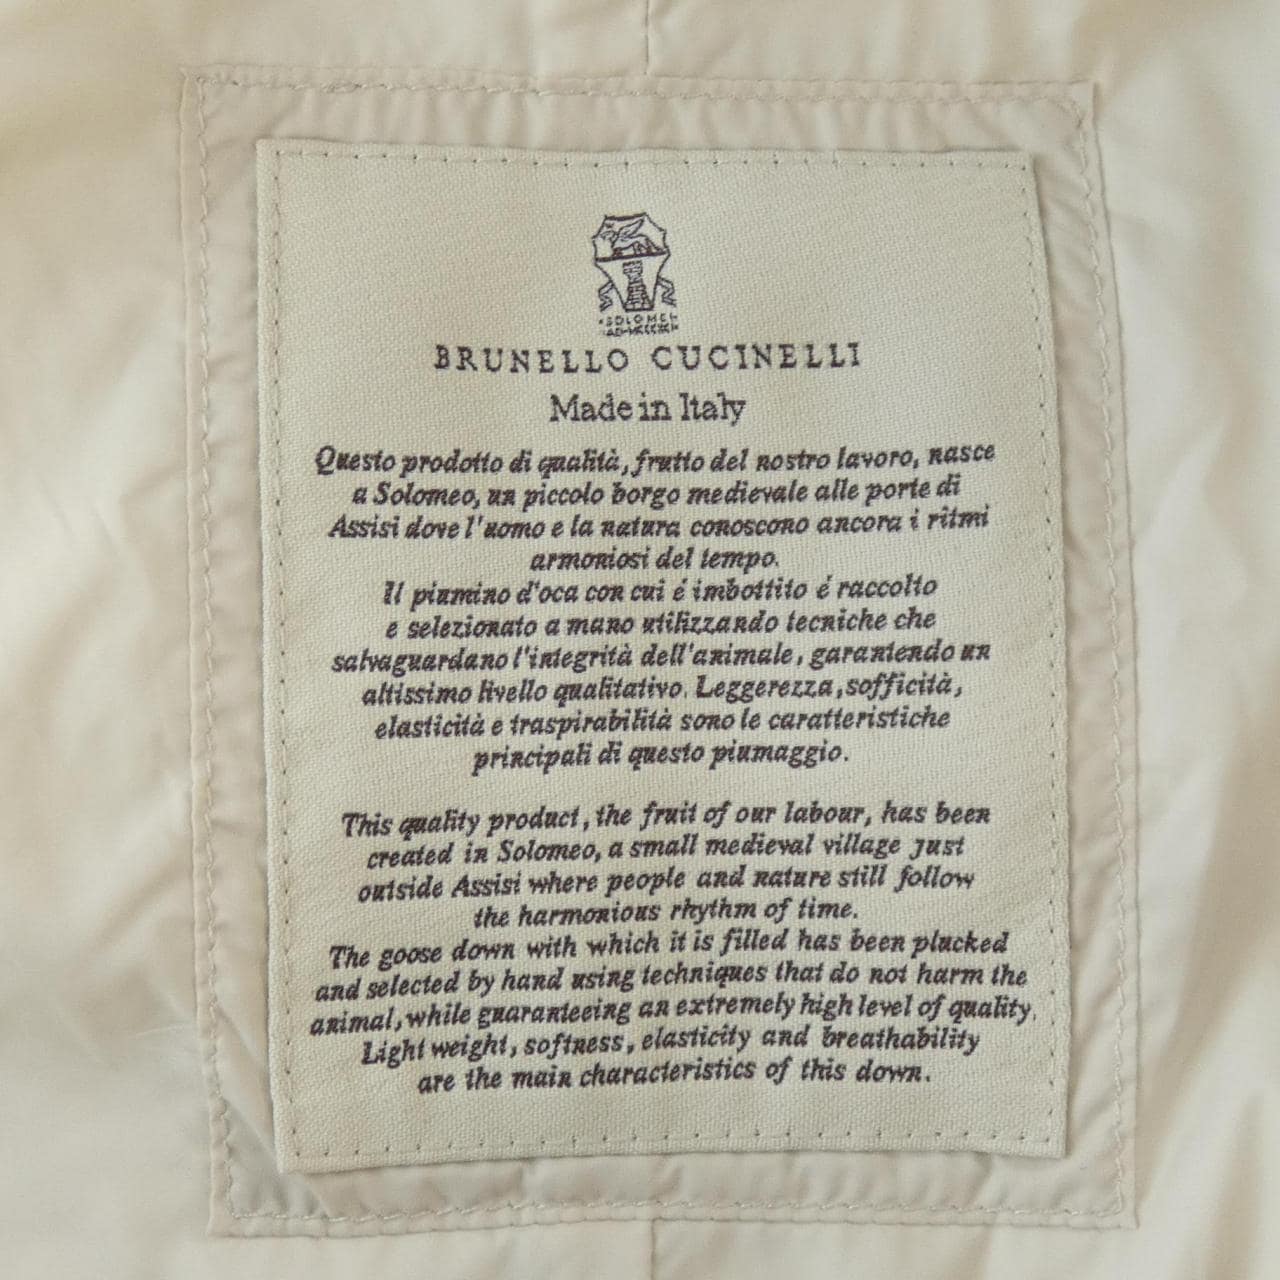 SOLOMEO
BRUNELLO CUCINELLI
Made in Italy
Questo prodotto di qualità, frutto del nostro lavoro, nasce
a Solomeo, un piccolo borgo medievale alle porte di
Assisi dove l'uomo e la natura conoscono ancora i ritmi
armoniosi del tempo.
Il piumino d'oca con cui é imbottito é raccolto
e selezionato a mano utilizzando tecniche che
salvaguardano l'integrità dell'animale, garantendo un
altissimo livello qualitativo. Leggerezza, sofficità,
elasticità e traspirabilità sono le caratteristiche
principali di questo piumaggio.
This quality product, the fruit of our labour, has been
created in Solomeo, a small medieval village just
outside Assisi where people and nature still follow
the harmonious rhythm of time.
The goose down with which it is filled has been plucked
and selected by hand using techniques that do not harm the
animal, while guaranteeing an extremely high level of quality.
Light weight, softness, elasticity and breathability
are the main characteristics of this down.